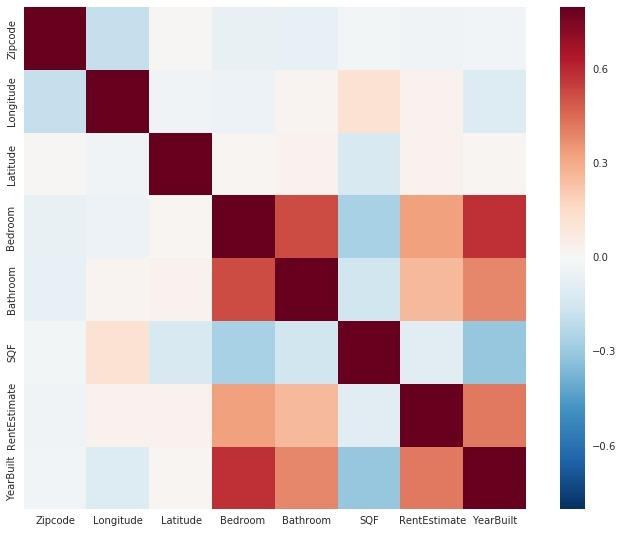 Zipcode
Longitude
Latitude
Bedroom
Bathroom
SQF
RentEstimate
YearBuilt
Zipcode Longitude Latitude Bedroom Bathroom SQF RentEstimate YearBuilt
0.6
0.3
0.0
−0.3
−0.6